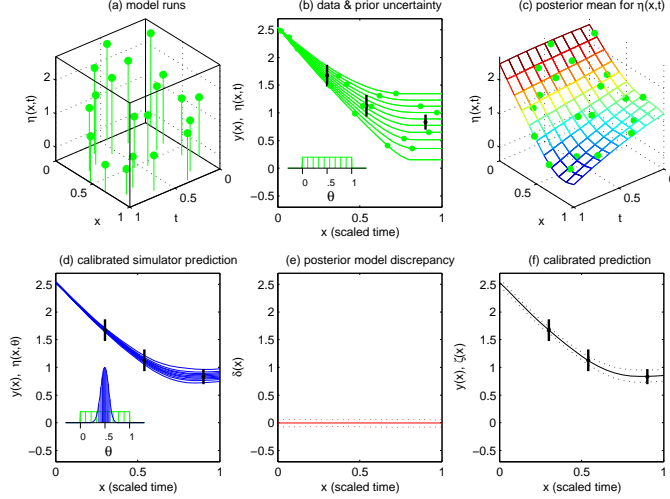 (a) model runs
(b) data & prior uncertainty
(c) posterior mean for η(x,t)
η(x,t)
2
1
0
0
0.5
1
x
1
0.5
0
t
y(x), η(x,t)
2.5
2
1.5
1
0.5
0
−0.5
0 .5 1
θ
0 0.5 1
x (scaled time)
η(x,t)
2
1
0
0
0.5
1
x
1
0.5
0
t
(d) calibrated simulator prediction
(e) posterior model discrepancy
(f) calibrated prediction
y(x), η(x,θ)
2.5
2
1.5
1
0.5
0
−0.5
0 .5 1
θ
0 0.5 1
x (scaled time)
δ(x)
2.5
2
1.5
1
0.5
0
−0.5
0 0.5 1
x (scaled time)
y(x), ζ(x)
2.5
2
1.5
1
0.5
0
−0.5
0 0.5 1
x (scaled time)